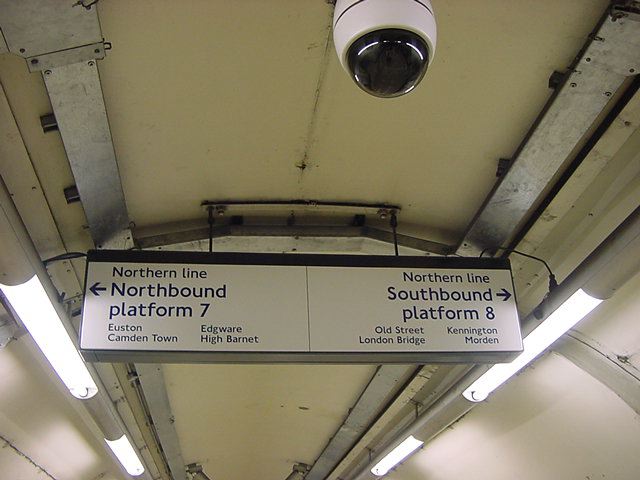 Northern line
← Northbound
platform 7
Euston Edgware
Camden Town High Barnet
Northern line
Southbound →
platform 8
Old Street Kennington
London Bridge Morden